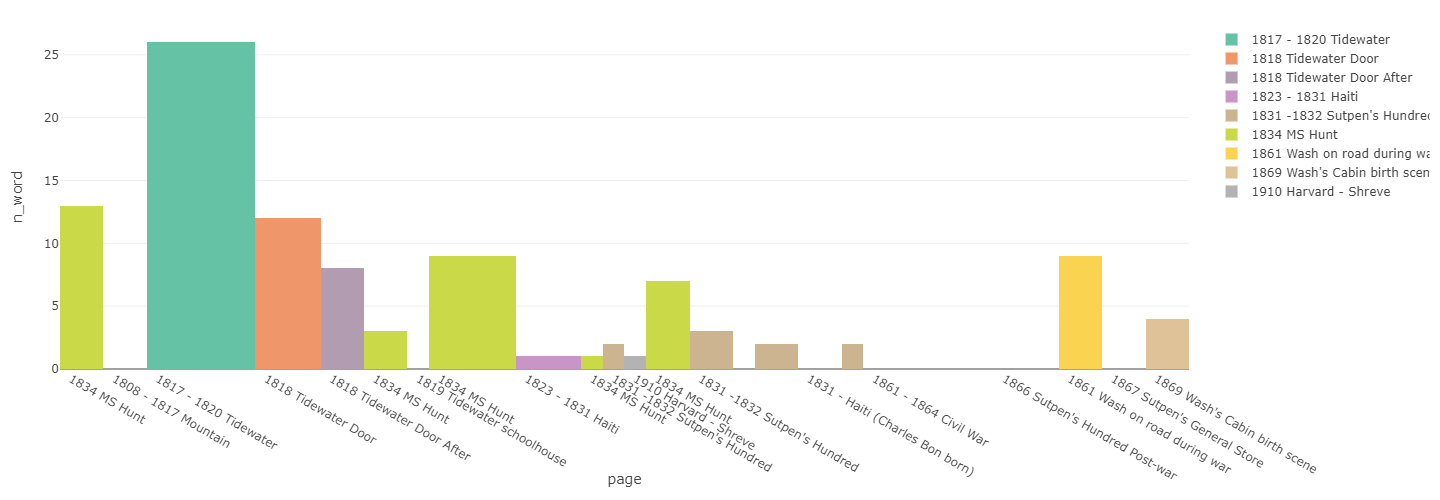 n_word
25
20
15
10
5
0
1834 MS Hunt
1808 - 1817 Mountain
1817 - 1820 Tidewater
1818 Tidewater Door
1818 Tidewater Door After
1834 MS Hunt
1819 Tidewater schoolhouse
1834 MS Hunt
1823 - 1831 Haiti
1834 MS Hunt
1831 -1832 Sutpen's Hundred
1910 Harvard - Shreve
1834 MS Hunt
1831 -1832 Sutpen's Hundred
1831 - Haiti (Charles Bon born)
1861 - 1864 Civil War
1866 Sutpen's Hundred Post-war
1861 Wash on road during war
1867 Sutpen's General Store
1869 Wash's Cabin birth scene
page
1817 - 1820 Tidewater
1818 Tidewater Door
1818 Tidewater Door After
1823 - 1831 Haiti
1831 -1832 Sutpen's Hundred
1834 MS Hunt
1861 Wash on road during wa
1869 Wash's Cabin birth scen
1910 Harvard - Shreve